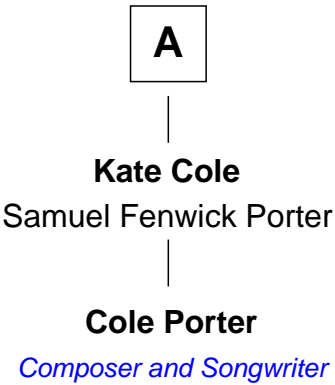 A
Kate Cole
Samuel Fenwick Porter
Cole Porter
Composer and Songwriter